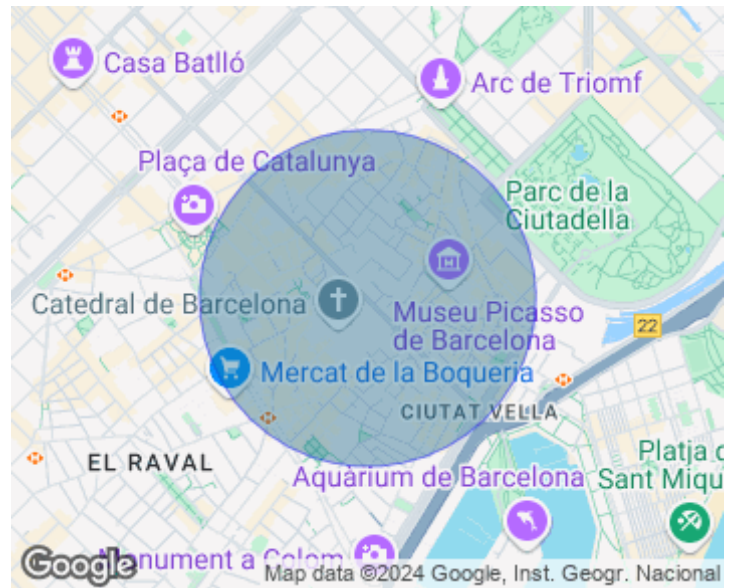 Casa Batlló
Arc de Triomf
Plaça de Catalunya
Parc de la
Ciutadella
Catedral de Barcelona
Museu Picasso
de Barcelona
22
Mercat de la Boqueria
CIUTAT VELLA
EL RAVAL
Platja d
Aquàrium de Barcelona
Sant Miqu
Monument a Colom
Google
Map data ©2024 Google, Inst. Geogr. Nacional